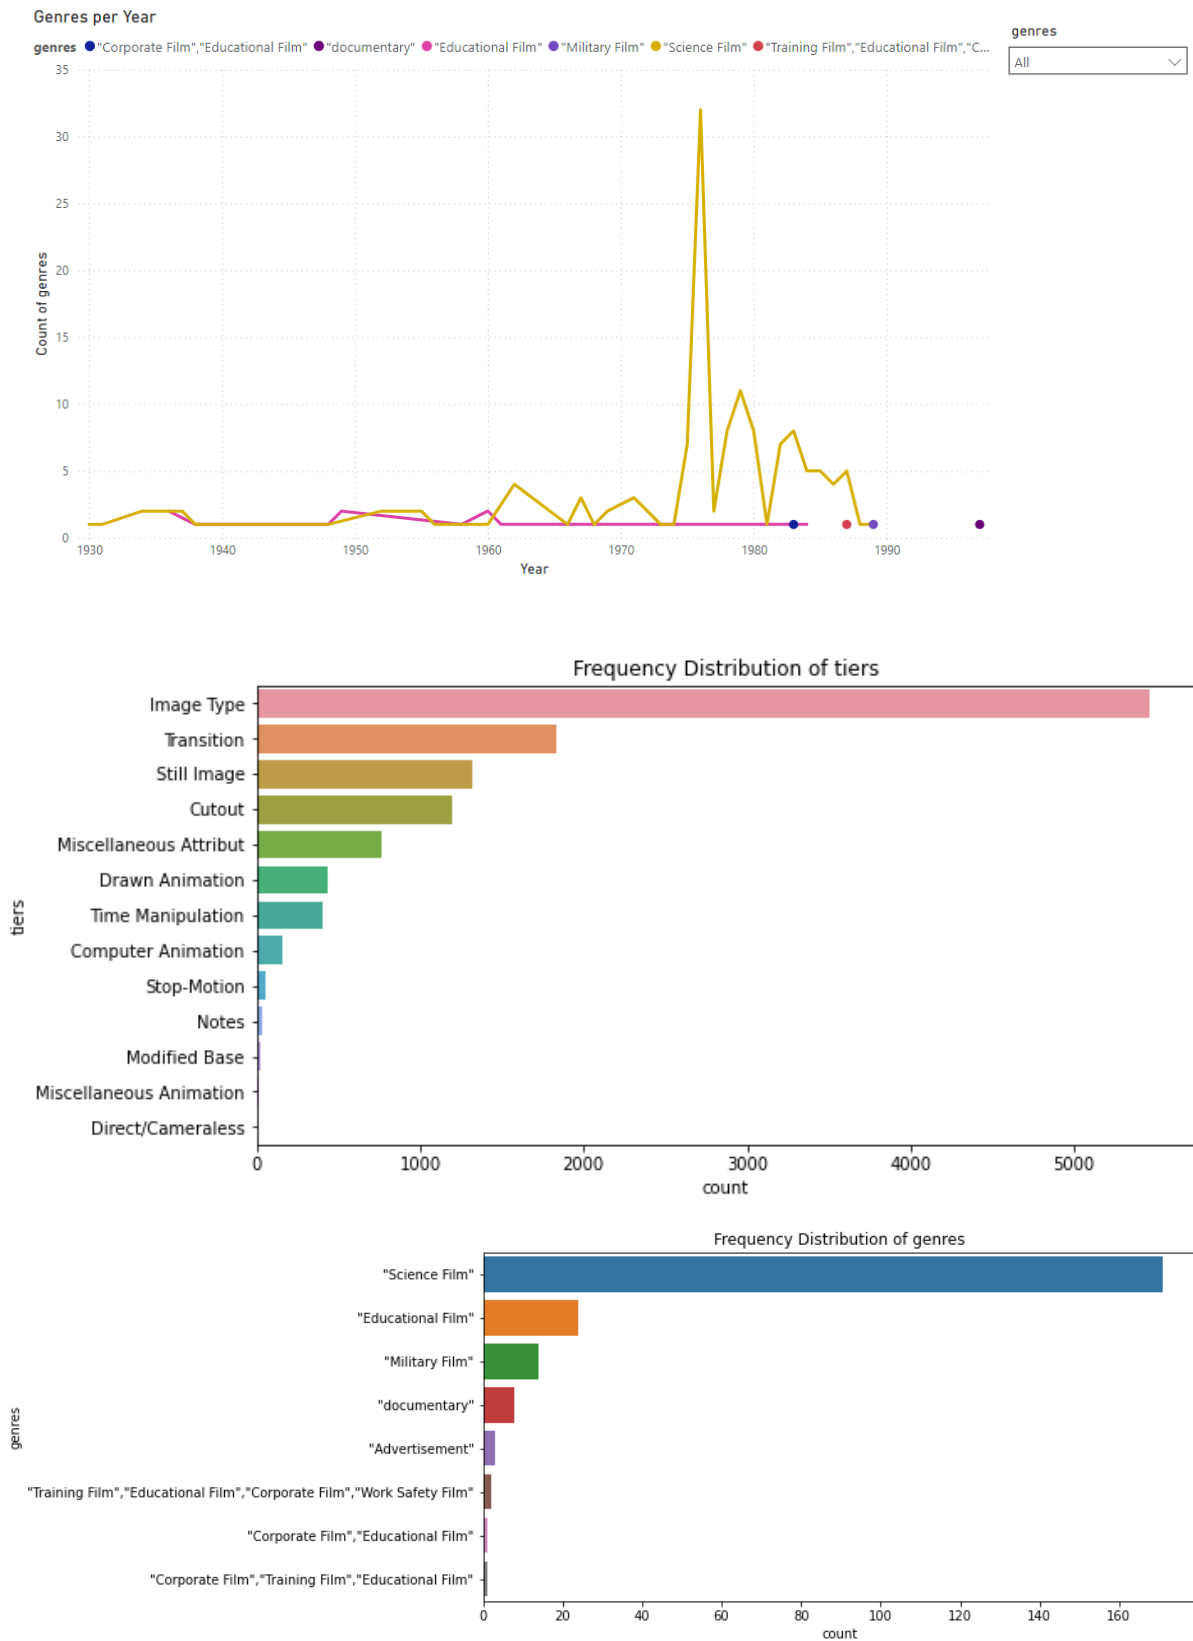 Genres per Year
genres "Corporate Film","Educational Film" "documentary" "Educational Film" "Military Film" "Science Film" "Training Film","Educational Film","C...
genres
All
35
30
25
20
15
10
5
0
Count of genres
1930 1940 1950 1960 1970 1980 1990
Year
Frequency Distribution of tiers
Image Type
Transition
Still Image
Cutout
Miscellaneous Attribut
Drawn Animation
Time Manipulation
Computer Animation
Stop-Motion
Notes
Modified Base
Miscellaneous Animation
Direct/Cameraless
tiers
0 1000 2000 3000 4000 5000
count
Frequency Distribution of genres
"Science Film"
"Educational Film"
"Military Film"
"documentary"
"Advertisement"
"Training Film","Educational Film","Corporate Film","Work Safety Film"
"Corporate Film","Educational Film"
"Corporate Film","Training Film","Educational Film"
genres
0 20 40 60 80 100 120 140 160
count